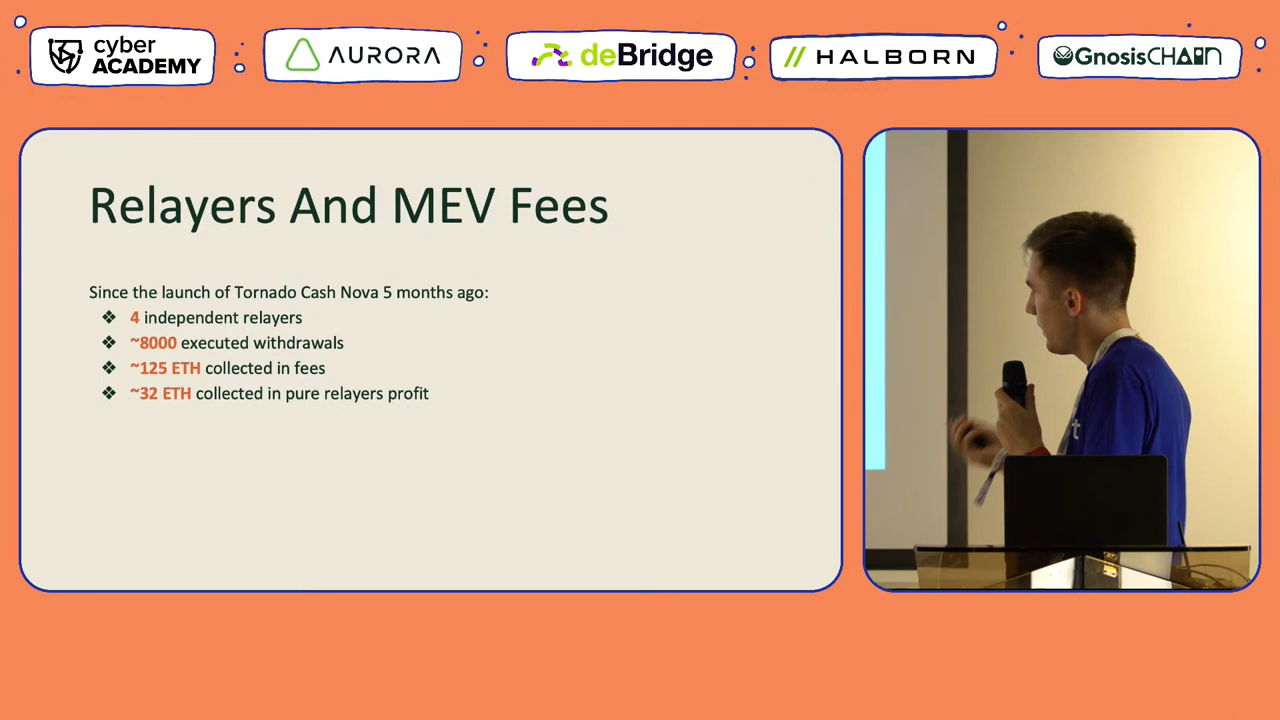 cyber
ACADEMY
AURORA
deBridge
HALBORN
GnosisCHAIN
Relayers And MEV Fees
Since the launch of Tornado Cash Nova 5 months ago:
❖ 4 independent relayers
❖ ~8000 executed withdrawals
❖ ~125 ETH collected in fees
❖ ~32 ETH collected in pure relayers profit
t